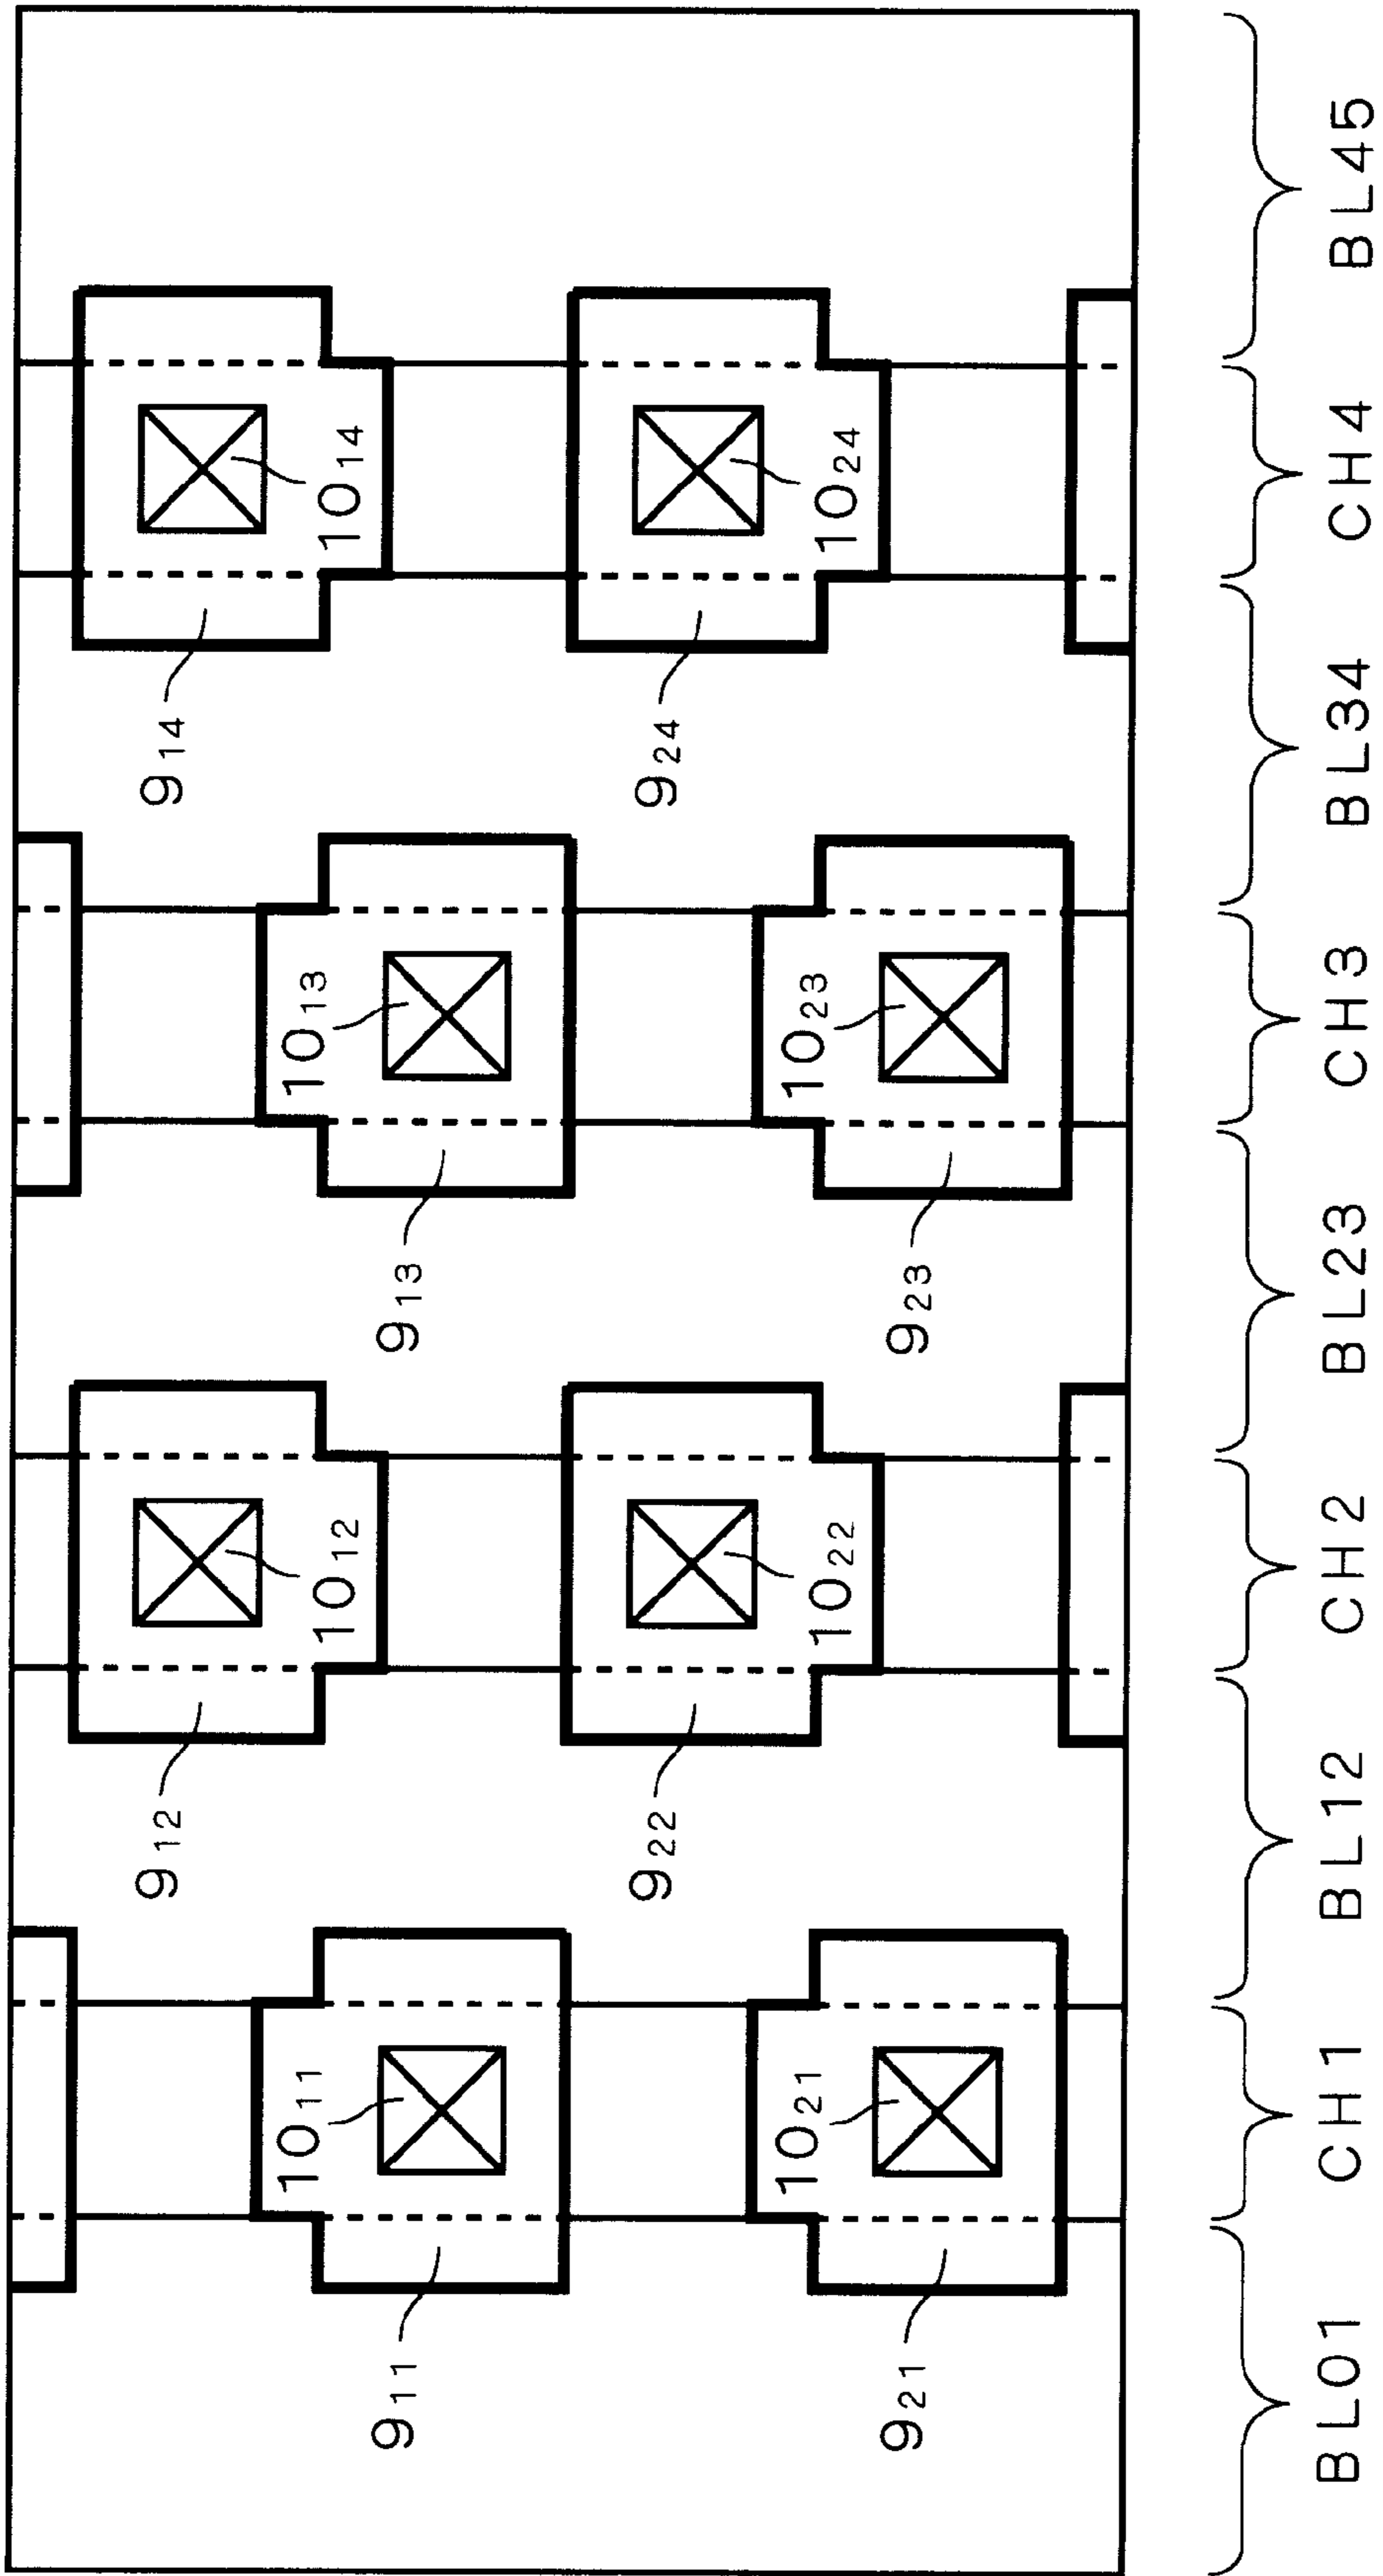 10₁₄
10₂₄
9₁₄
9₂₄
10₁₃
10₂₃
9₁₃
9₂₃
10₁₂
10₂₂
9₁₂
9₂₂
10₁₁
10₂₁
9₁₁
9₂₁
BL01
CH1
BL12
CH2
BL23
CH3
BL34
CH4
BL45